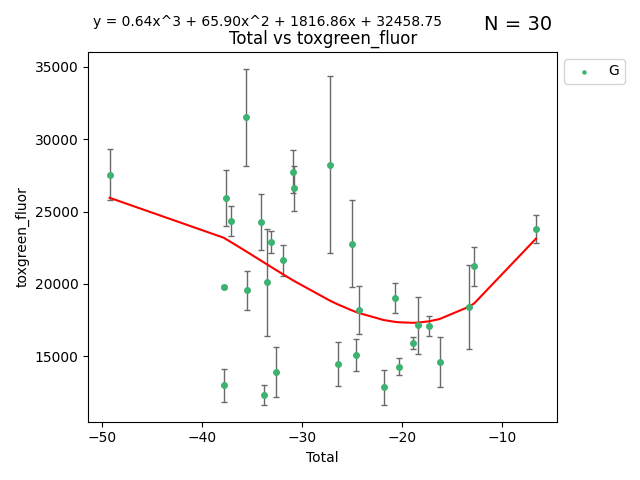 y = 0.64x^3 + 65.90x^2 + 1816.86x + 32458.75
N = 30
Total vs toxgreen_fluor
G
35000
30000
25000
20000
15000
toxgreen_fluor
−50
−40
−30
−20
−10
Total